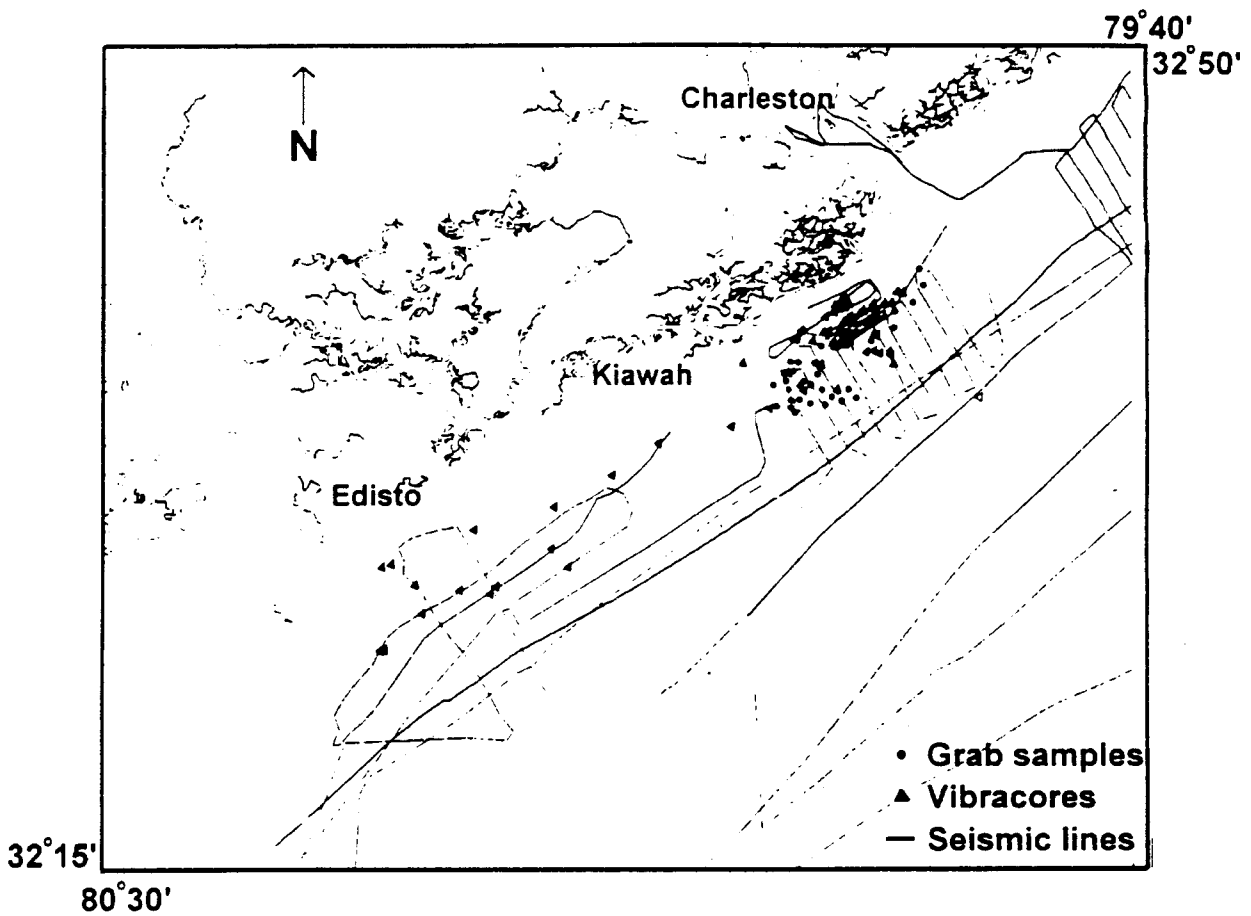 79°40'
32°50'
Charleston
N
Kiawah
Edisto
Grab samples
Vibracores
Seismic lines
32°15'
80°30'